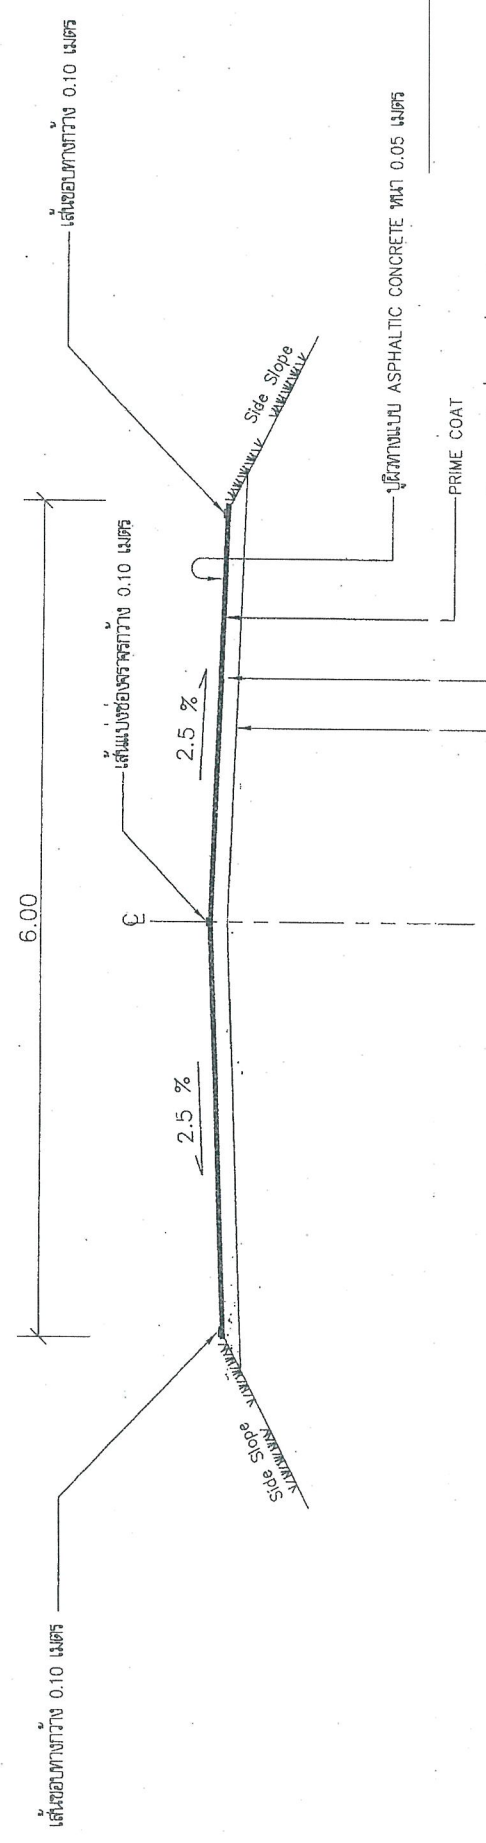 6.00
เส้นขอบทางกว้าง 0.10 เมตร
เส้นขอบทางกว้าง 0.10 เมตร
เส้นแบ่งช่องจราจรกว้าง 0.10 เมตร
2.5 %
2.5 %
Side Slope
Side Slope
ปูผิวทางแบบ ASPHALTIC CONCRETE หนา 0.05 เมตร
PRIME COAT